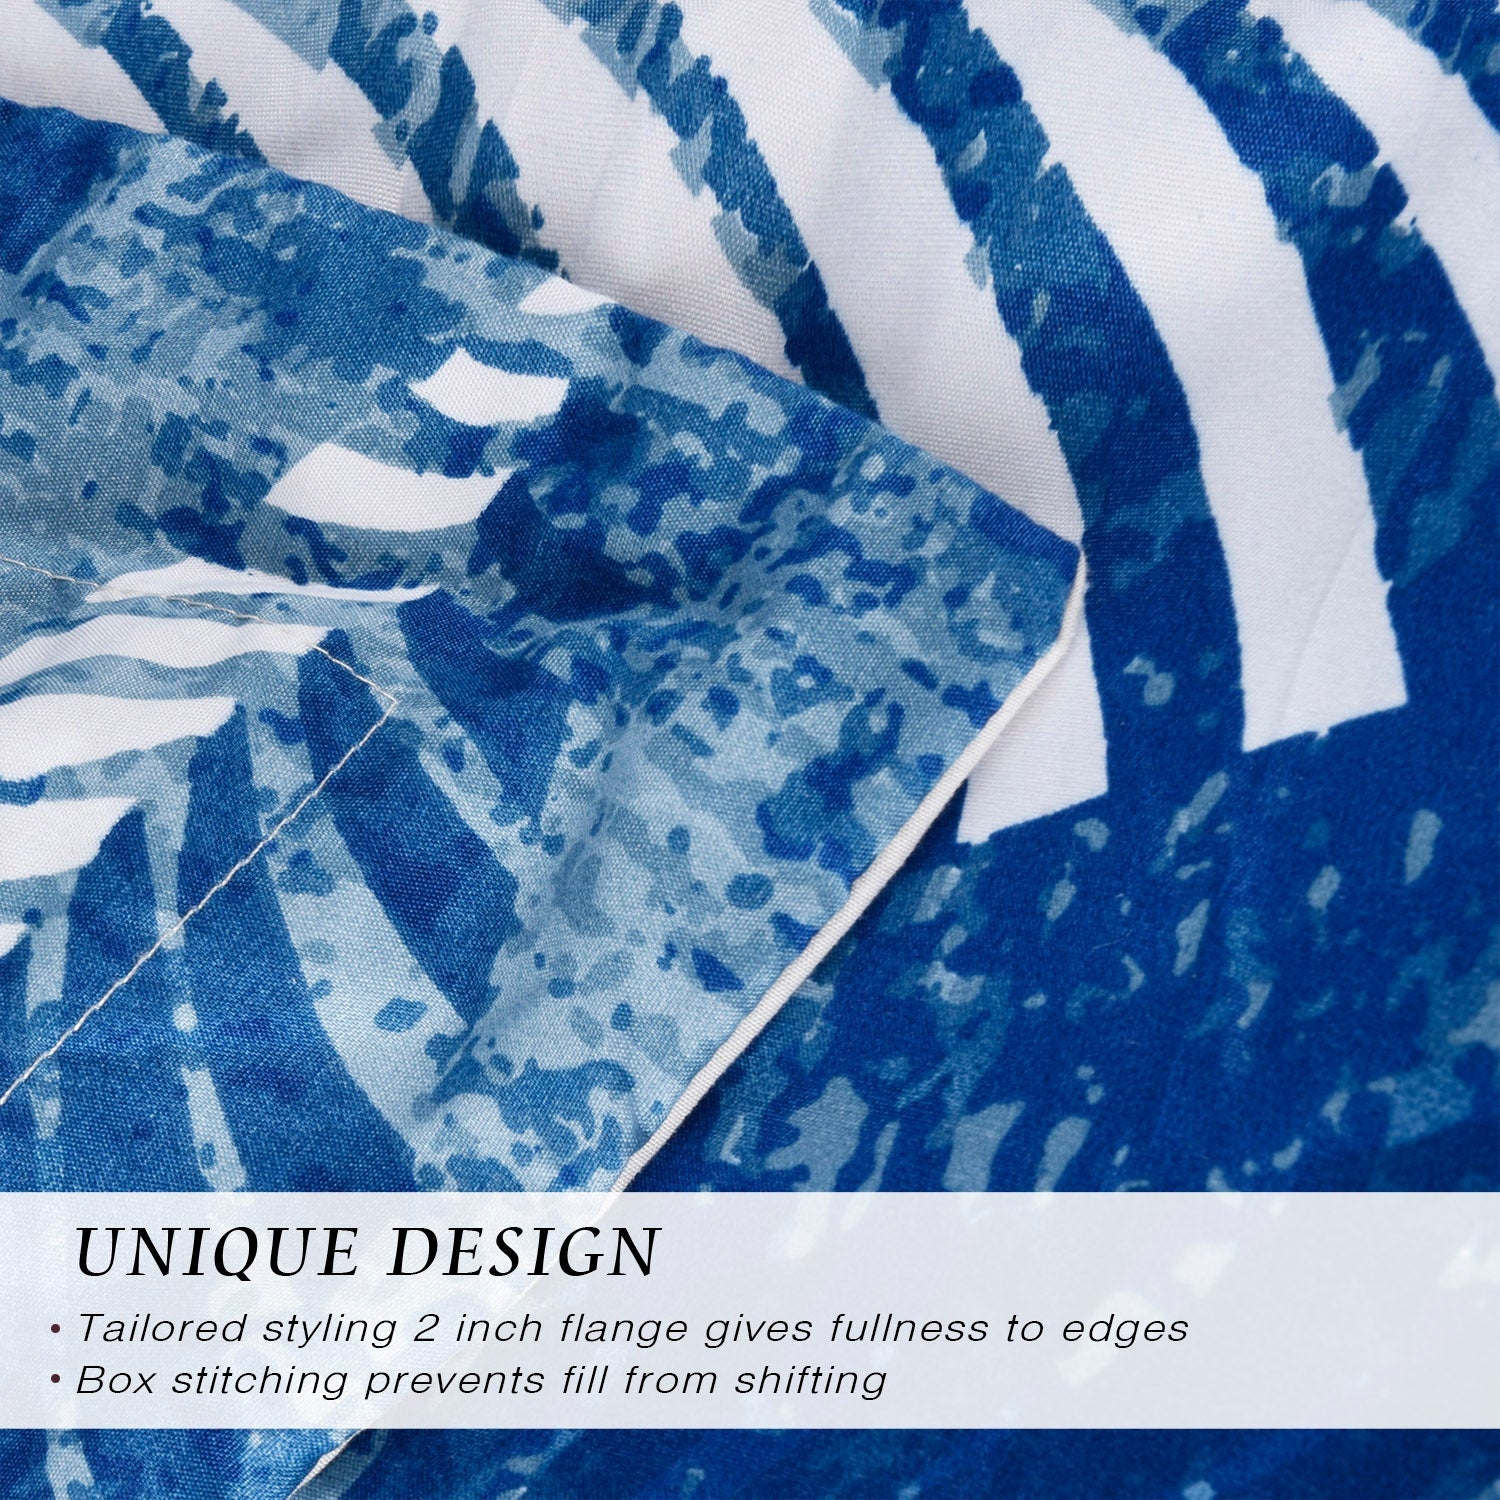 UNIQUE DESIGN
• Tailored styling 2 inch flange gives fullness to edges
• Box stitching prevents fill from shifting